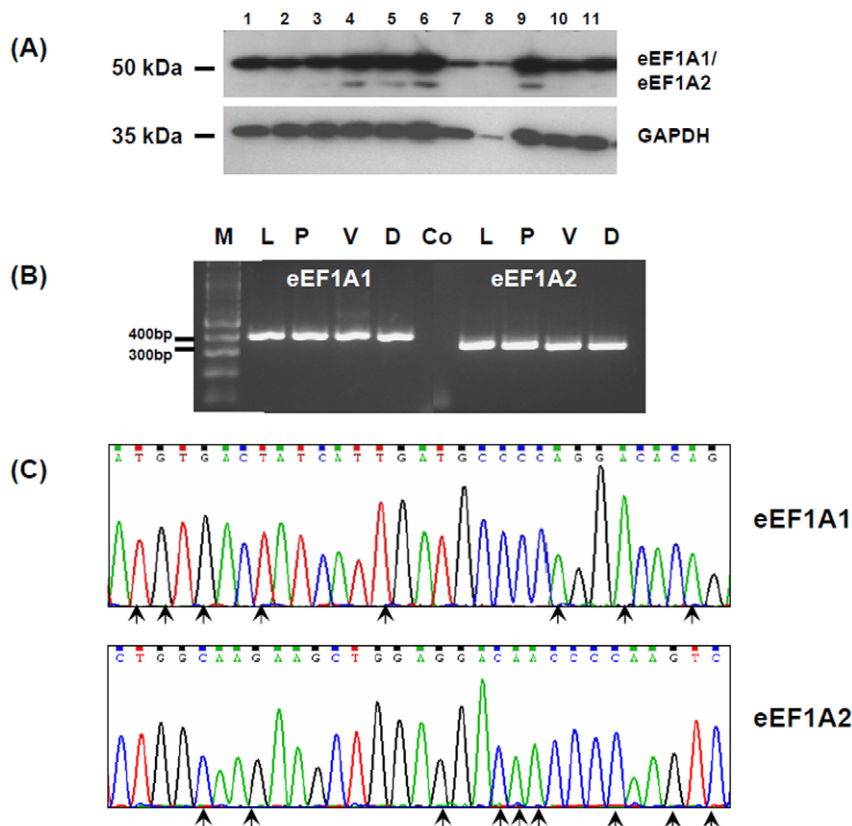 (A)
1 2 3 4 5 6 7 8 9 10 11
50 kDa
eEF1A1/
eEF1A2
35 kDa
GAPDH
(B)
M L P V D Co L P V D
eEF1A1 eEF1A2
400bp
300bp
(C)
A T G T G A C T A T C A T T G A T G C C C C A G G A C A C A G
eEF1A1
C T G G C A A G A A G C T G G A G G A C A A C C C C A A G T C
eEF1A2